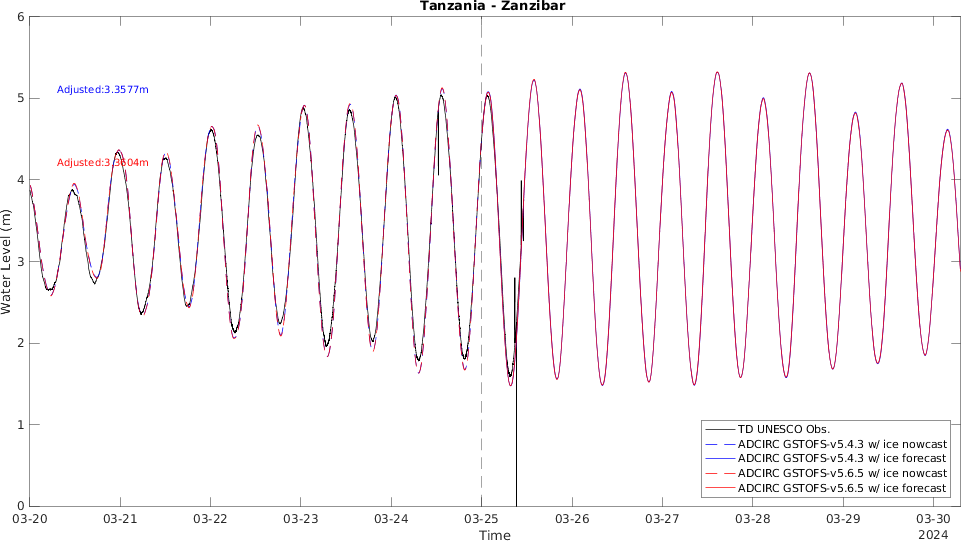 Tanzania - Zanzibar
6
5
4
3
2
1
0
Water Level (m)
Adjusted:3.3577m
Adjusted:3.3604m
TD UNESCO Obs.
ADCIRC GSTOFS-v5.4.3 w/ ice nowcast
ADCIRC GSTOFS-v5.4.3 w/ ice forecast
ADCIRC GSTOFS-v5.6.5 w/ ice nowcast
ADCIRC GSTOFS-v5.6.5 w/ ice forecast
03-20 03-21 03-22 03-23 03-24 03-25 03-26 03-27 03-28 03-29 03-30
Time
2024